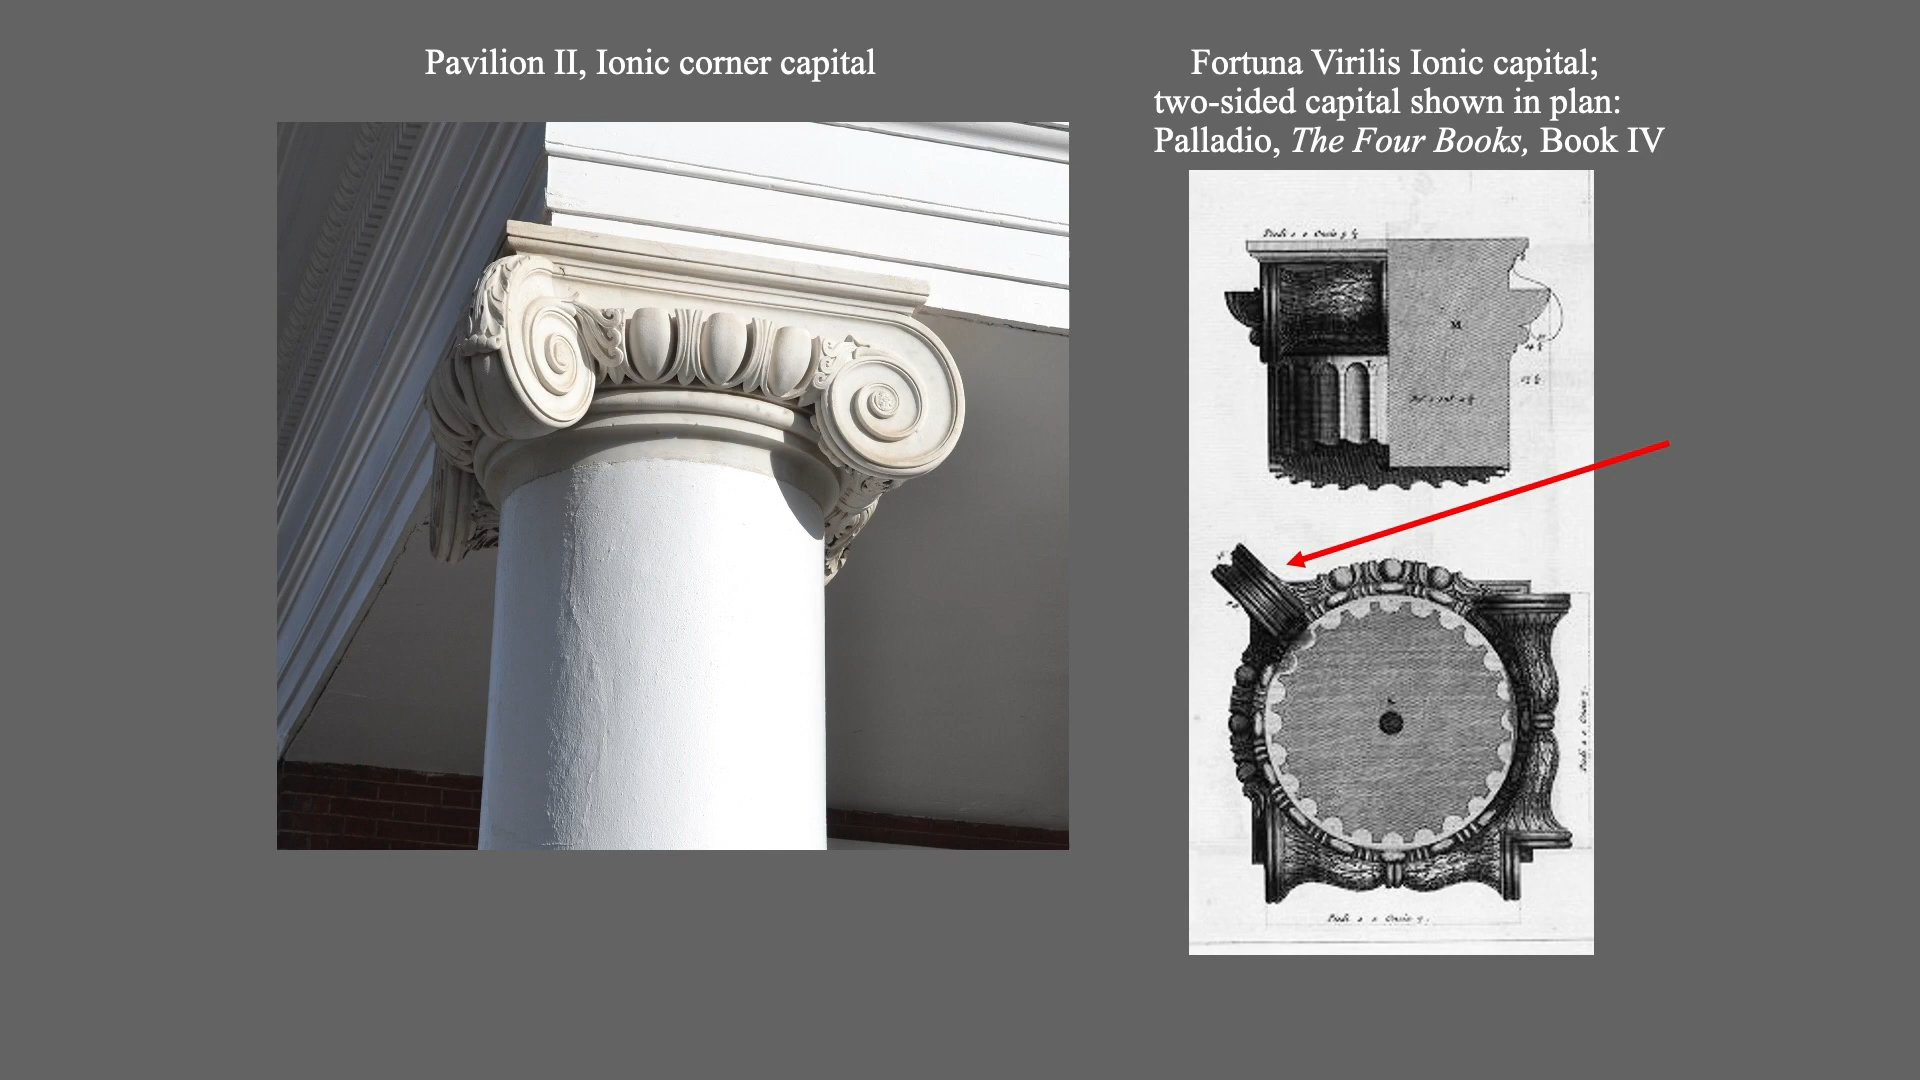 Pavilion II, Ionic corner capital
Fortuna Virilis Ionic capital;
two-sided capital shown in plan:
Palladio, The Four Books, Book IV
M